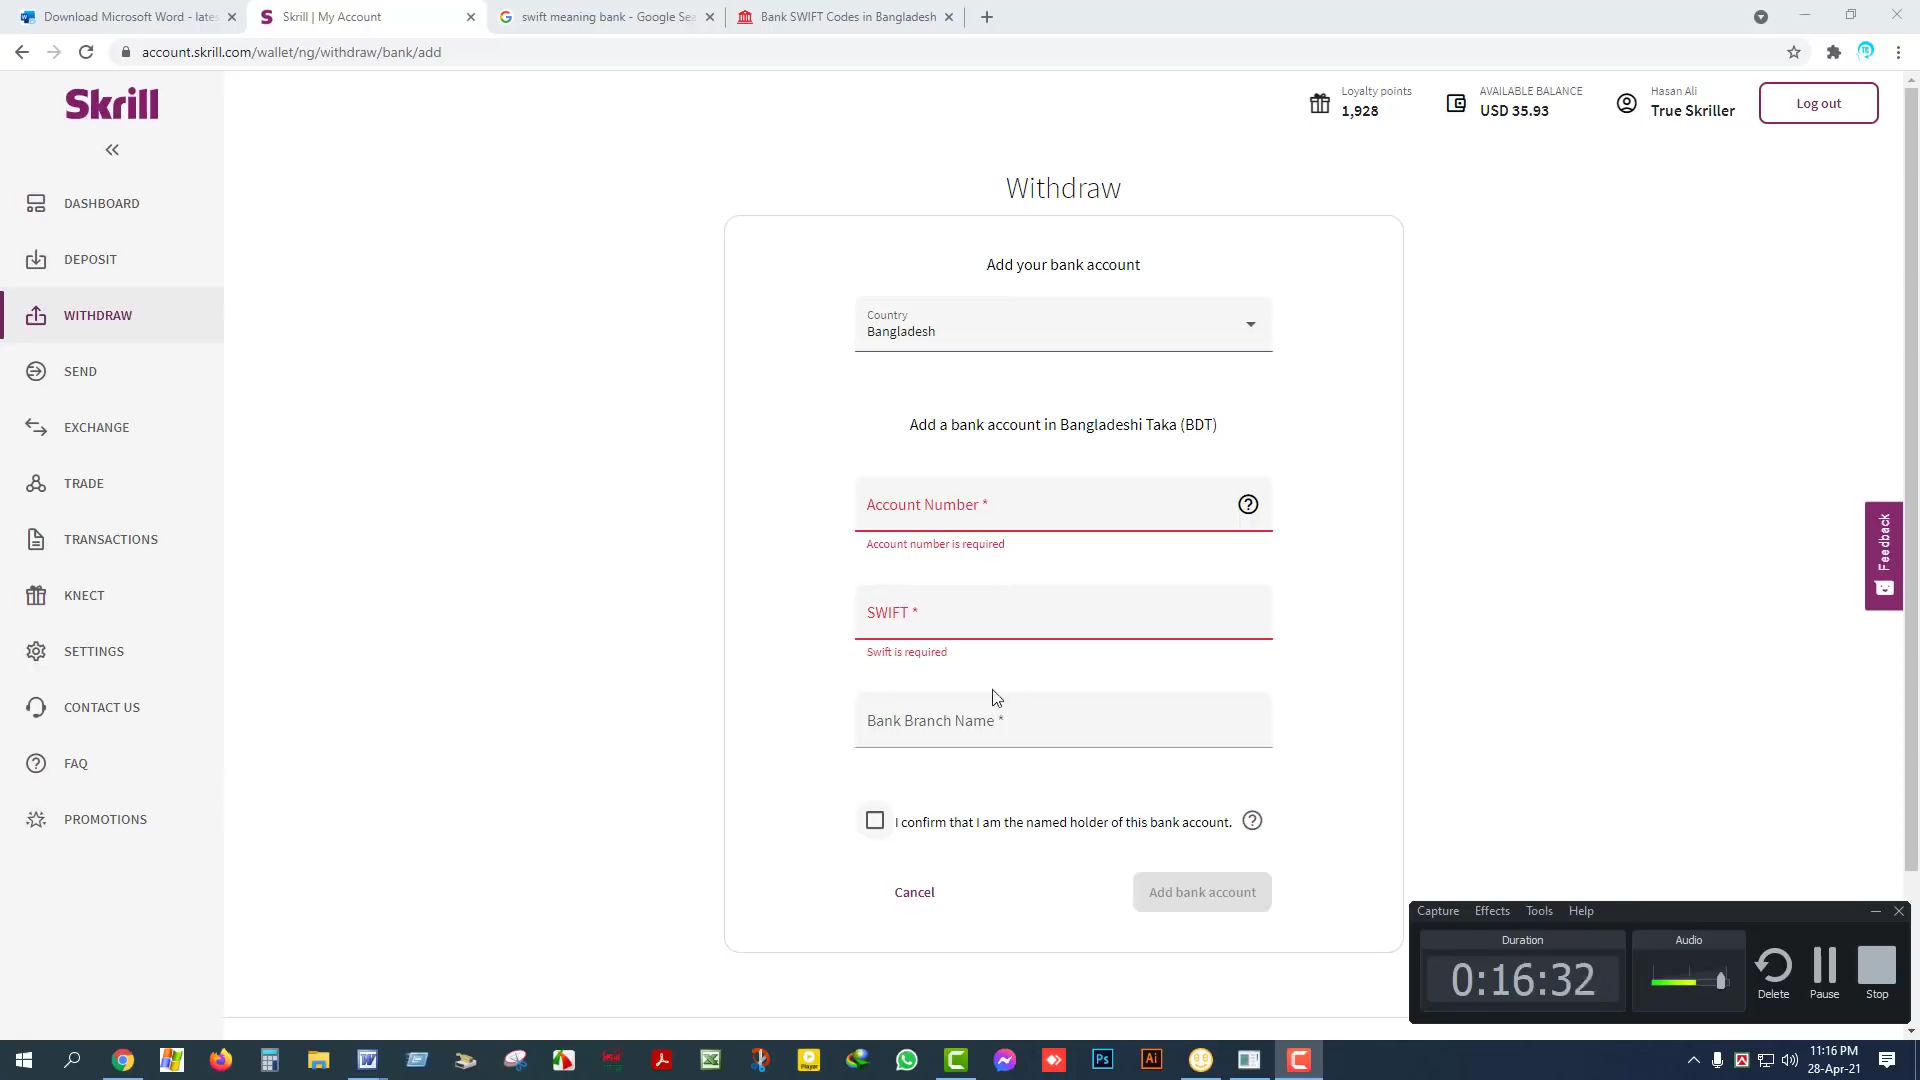 Download Microsoft Word - lates
Skrill | My Account
swift meaning bank - Google Sea
Bank SWIFT Codes in Bangladesh
account.skrill.com/wallet/ng/withdraw/bank/add
Skrill
Loyalty points
1,928
AVAILABLE BALANCE
USD 35.93
Hasan Ali
True Skriller
Log out
DASHBOARD
DEPOSIT
WITHDRAW
SEND
EXCHANGE
TRADE
TRANSACTIONS
KNECT
SETTINGS
CONTACT US
FAQ
PROMOTIONS
Withdraw
Add your bank account
Country
Bangladesh
Add a bank account in Bangladeshi Taka (BDT)
Account Number *
Account number is required
SWIFT *
Swift is required
Bank Branch Name *
I confirm that I am the named holder of this bank account.
Cancel
Add bank account
Feedback
Capture Effects Tools Help
Duration
0:16:32
Audio
Delete
Pause
Stop
Player
Ps
Ai
11:16 PM
28-Apr-21